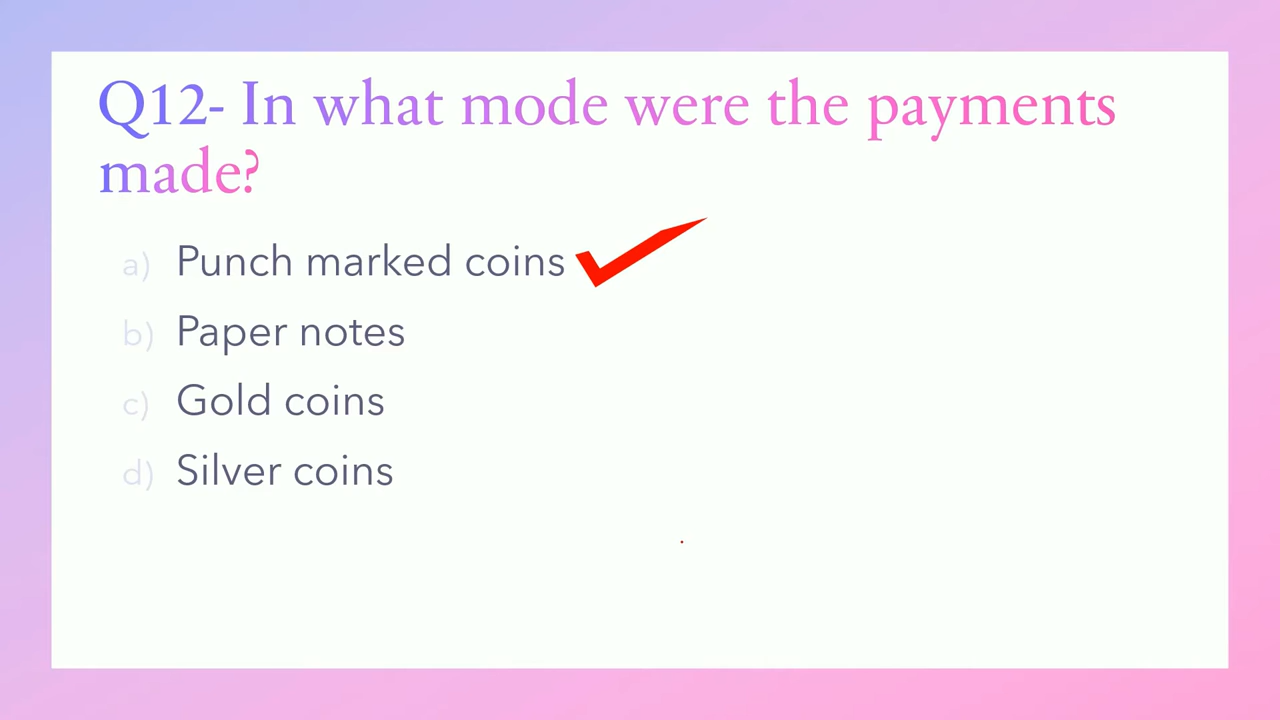 Q12- In what mode were the payments
made?
a) Punch marked coins
b) Paper notes
c) Gold coins
d) Silver coins